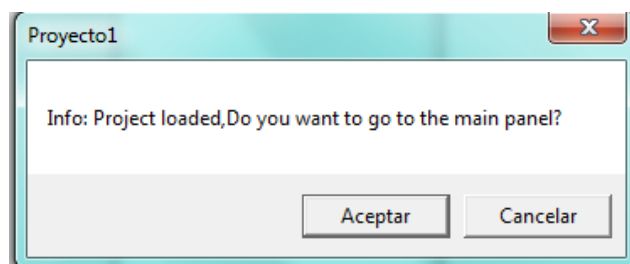 Proyecto1
Info: Project loaded,Do you want to go to the main panel?
Aceptar
Cancelar